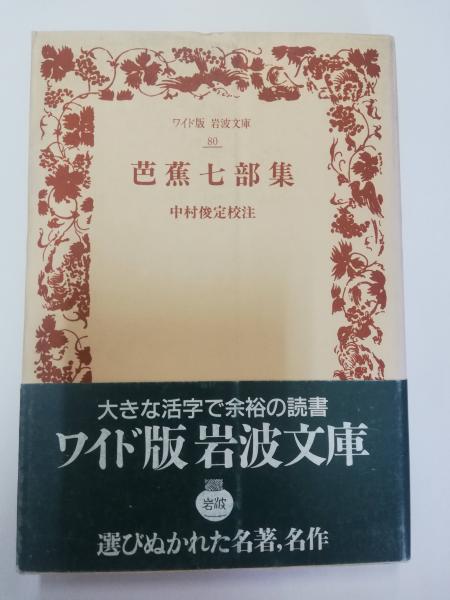 ワイド版 岩波文庫
80
芭蕉七部集
中村俊定校注
大きな活字で余裕の読書
ワイド版 岩波文庫
岩波
選びぬかれた名著,名作